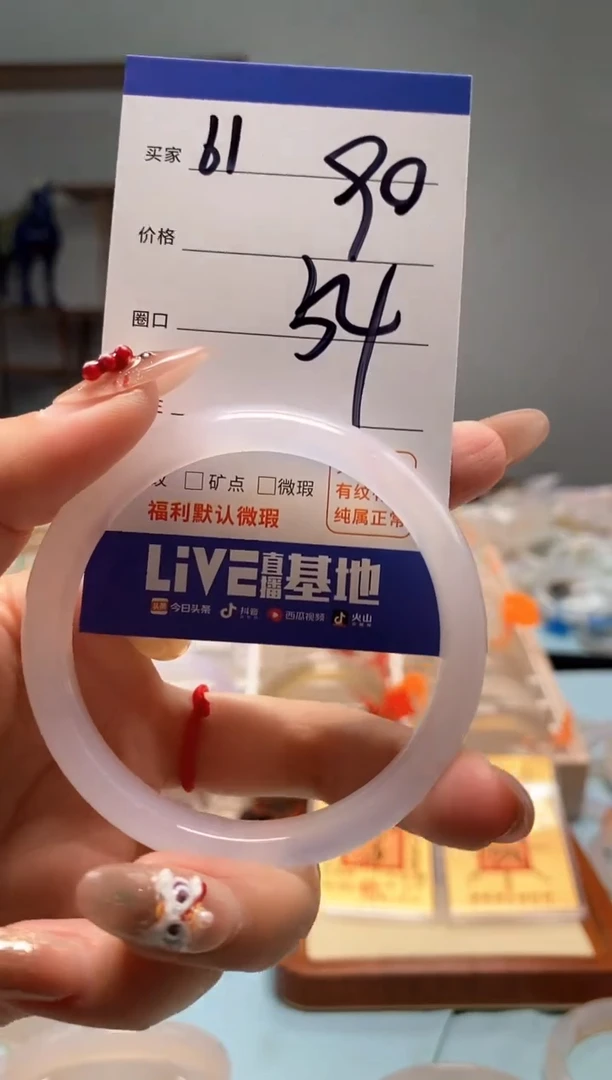 买家 61 90
价格
圈口 54
矿点 微瑕
福利默认微瑕
有纹
纯属正常
LiVE直播基地
今日头条 抖音 西瓜视频 火山